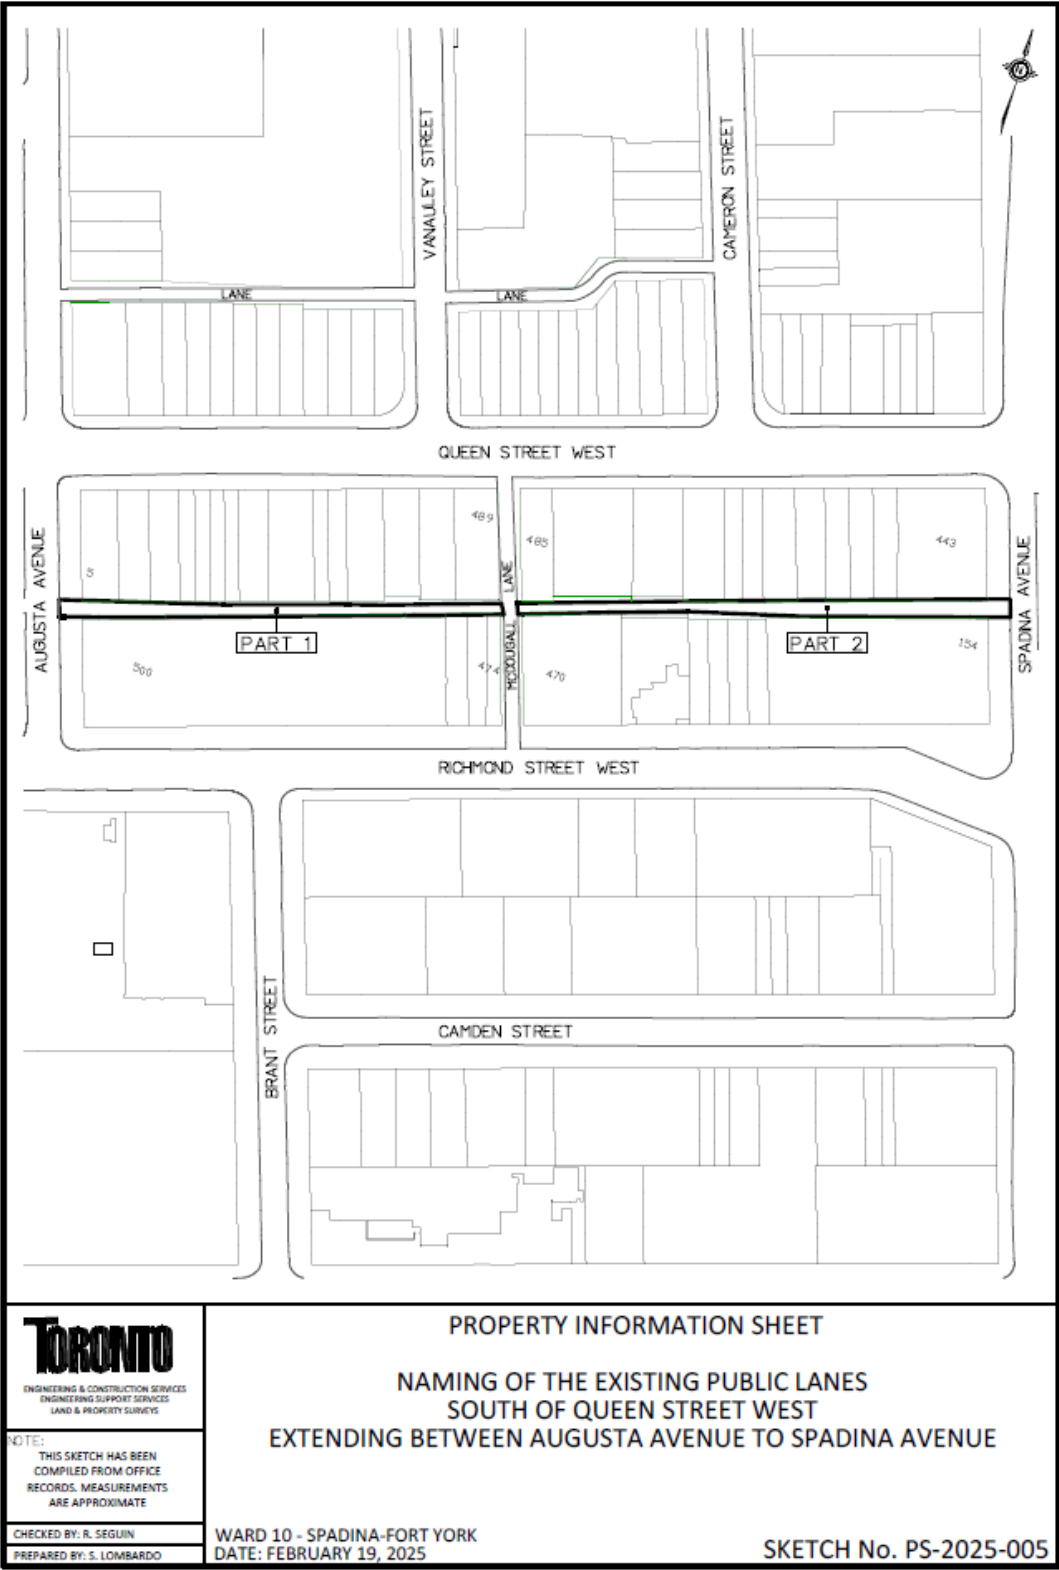 N
VANAULEY STREET
CAMERON STREET
LANE
LANE
QUEEN STREET WEST
AUGUSTA AVENUE
5
489
485
443
MCDOUGALL LANE
SPADINA AVENUE
PART 1
PART 2
500
474
470
154
RICHMOND STREET WEST
BRANT STREET
CAMDEN STREET
TORONTO
ENGINEERING & CONSTRUCTION SERVICES
ENGINEERING SUPPORT SERVICES
LAND & PROPERTY SURVEYS
NOTE:
THIS SKETCH HAS BEEN
COMPILED FROM OFFICE
RECORDS. MEASUREMENTS
ARE APPROXIMATE
CHECKED BY: R. SEGUIN
PREPARED BY: S. LOMBARDO
PROPERTY INFORMATION SHEET
NAMING OF THE EXISTING PUBLIC LANES
SOUTH OF QUEEN STREET WEST
EXTENDING BETWEEN AUGUSTA AVENUE TO SPADINA AVENUE
WARD 10 - SPADINA-FORT YORK
DATE: FEBRUARY 19, 2025
SKETCH No. PS-2025-005